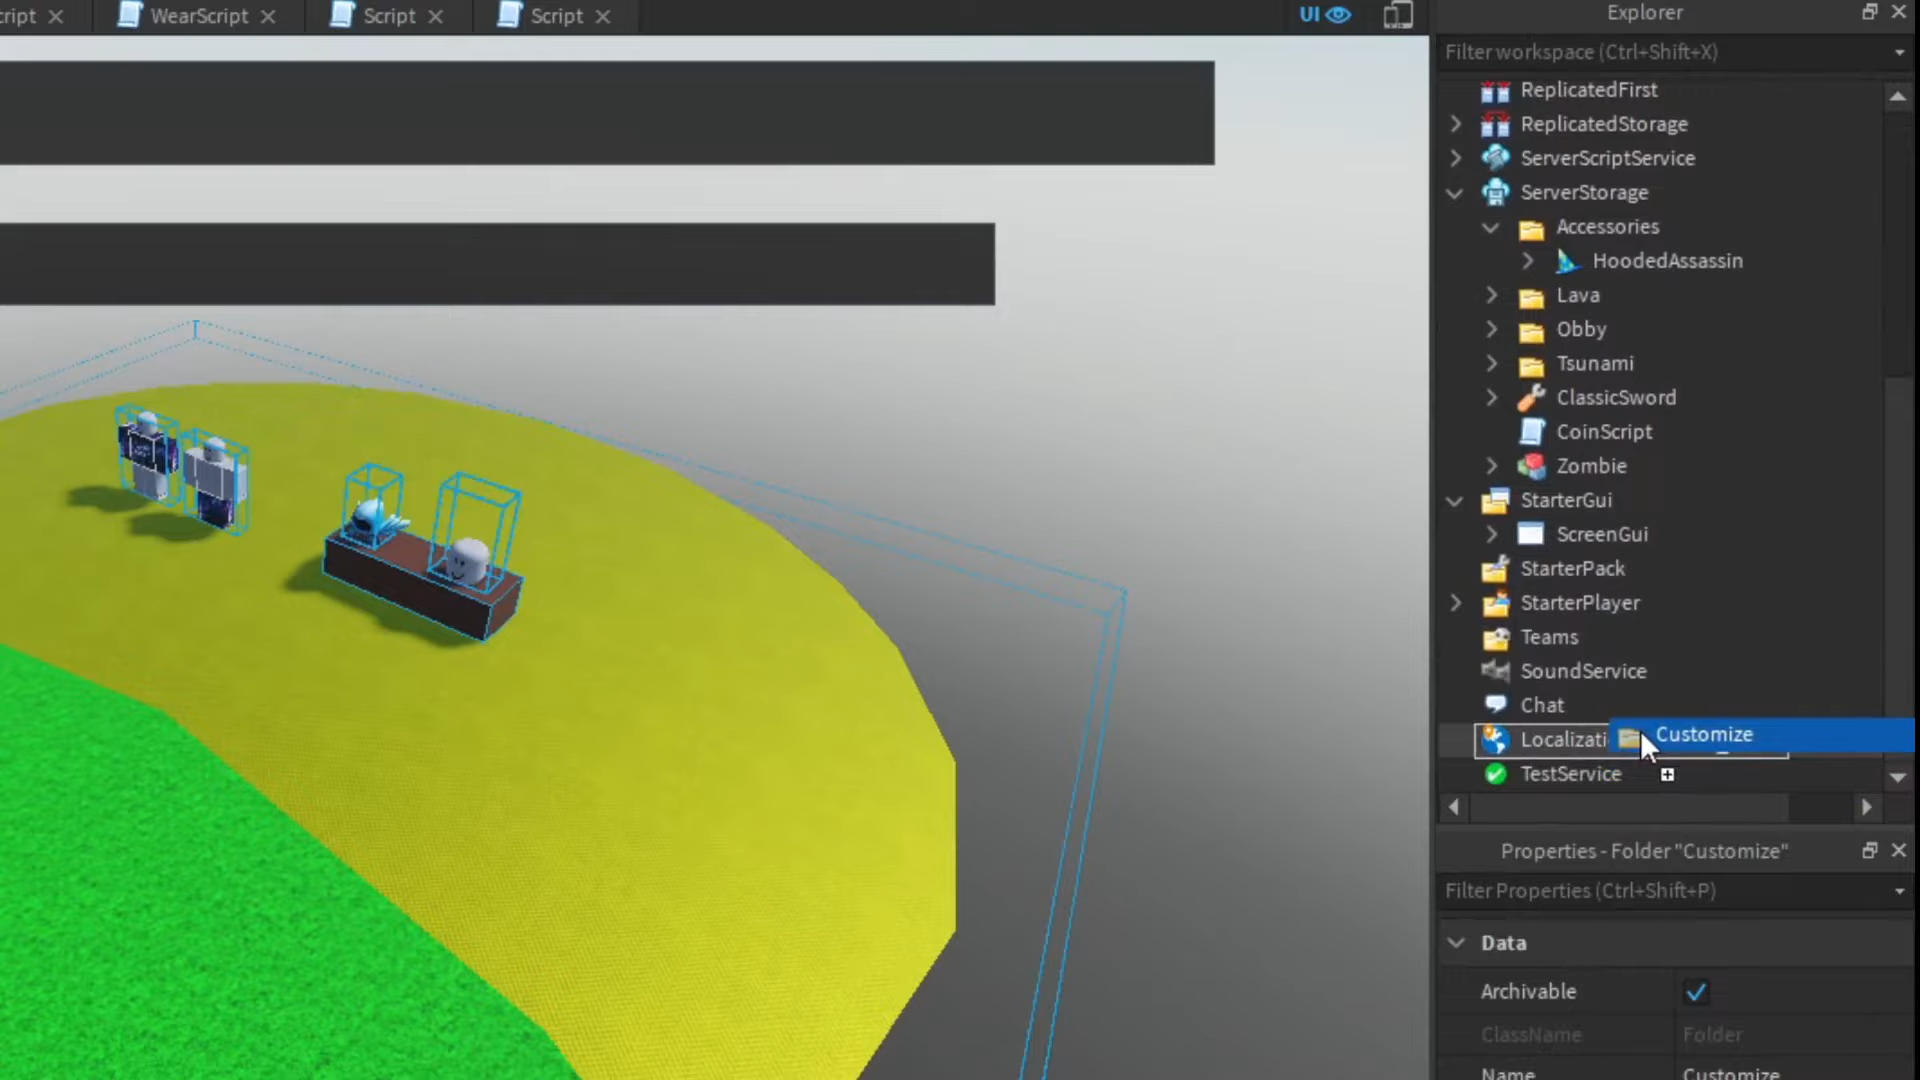 cript
WearScript
Script
Script
UI
Explorer
Filter workspace (Ctrl+Shift+X)
ReplicatedFirst
ReplicatedStorage
ServerScriptService
ServerStorage
Accessories
HoodedAssassin
Lava
Obby
Tsunami
ClassicSword
CoinScript
Zombie
StarterGui
ScreenGui
StarterPack
StarterPlayer
Teams
SoundService
Chat
Localizati
Customize
TestService
Properties - Folder "Customize"
Filter Properties (Ctrl+Shift+P)
Data
Archivable
ClassName Folder
Name Customize